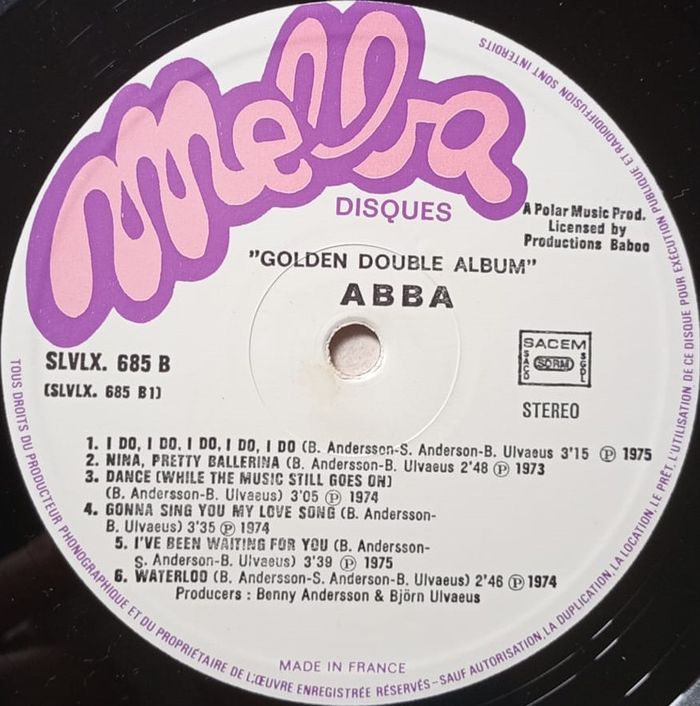 Melba
DISQUES
A Polar Music Prod.
Licensed by
Productions Baboo
"GOLDEN DOUBLE ALBUM"
ABBA
SLVLX. 685 B
(SLVLX. 685 B1)
SACEM
SACD
SDRM
SGDL
STEREO
1. I DO, I DO, I DO, I DO, I DO (B. Andersson-S. Anderson-B. Ulvaeus 3'15 Ⓟ 1975
2. NINA, PRETTY BALLERINA (B. Andersson-B. Ulvaeus 2'48 Ⓟ 1973
3. DANCE (WHILE THE MUSIC STILL GOES ON)
(B. Andersson-B. Ulvaeus) 3'05 Ⓟ 1974
4. GONNA SING YOU MY LOVE SONG (B. Andersson-
B. Ulvaeus) 3'35 Ⓟ 1974
5. I'VE BEEN WAITING FOR YOU (B. Andersson-
S. Anderson-B. Ulvaeus) 3'39 Ⓟ 1975
6. WATERLOO (B. Andersson-S. Anderson-B. Ulvaeus) 2'46 Ⓟ 1974
Producers : Benny Andersson & Björn Ulvaeus
MADE IN FRANCE
TOUS DROITS DU PRODUCTEUR PHONOGRAPHIQUE ET DU PROPRIÉTAIRE DE L'ŒUVRE ENREGISTRÉE RÉSERVÉS - SAUF AUTORISATION, LA DUPLICATION, LA LOCATION, LE PRÊT, L'UTILISATION DE CE DISQUE POUR EXÉCUTION PUBLIQUE ET RADIODIFFUSION SONT INTERDITS